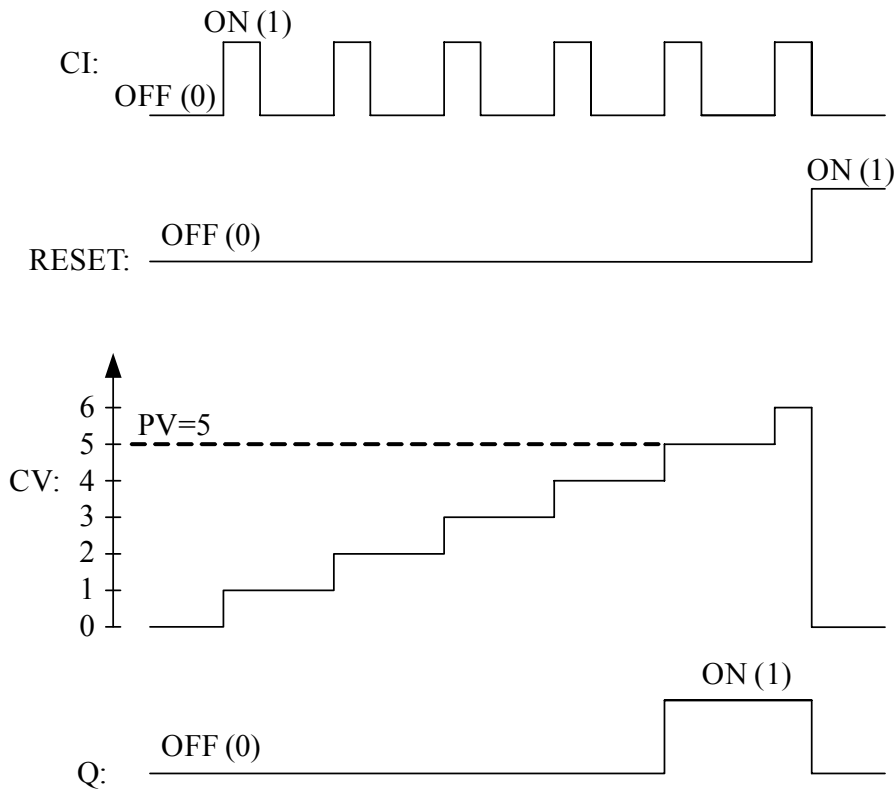 ON (1)
CI:
OFF (0)
ON (1)
OFF (0)
RESET:
6
PV=5
5
CV:
4
3
2
1
0
ON (1)
OFF (0)
Q: